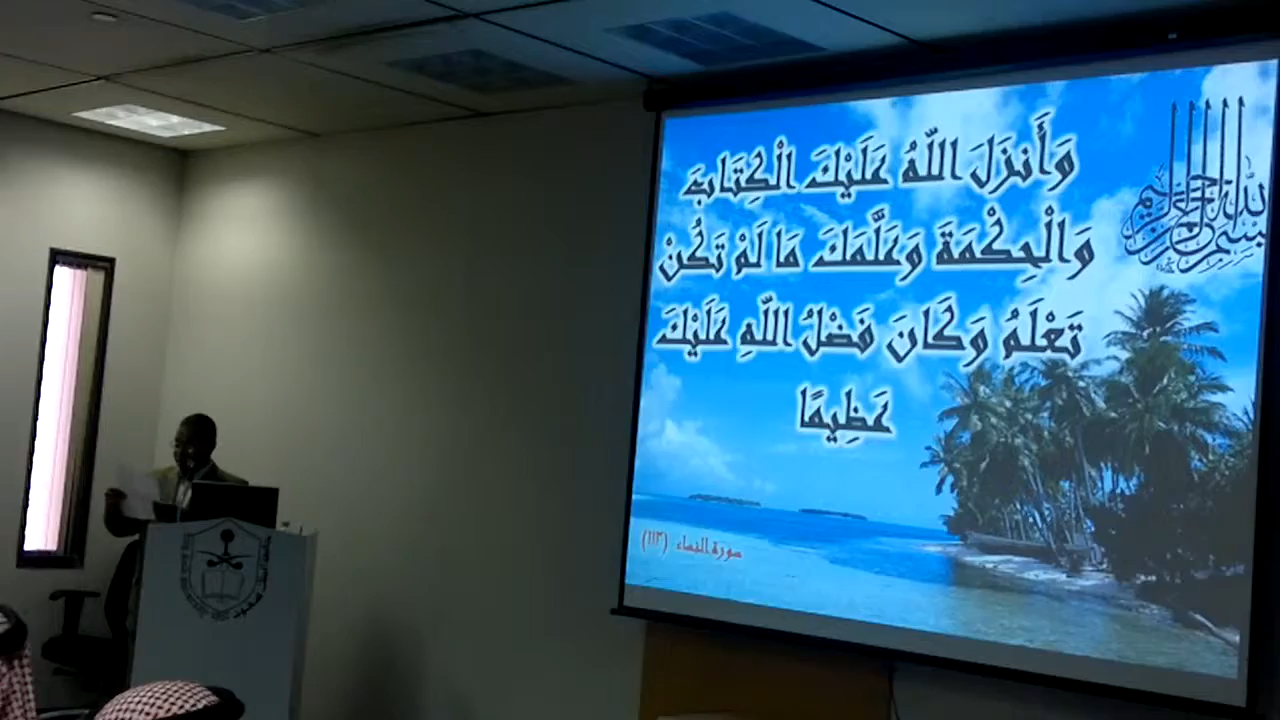 بسم الله الرحمن الرحيم
وَأَنزَلَ اللَّهُ عَلَيْكَ الْكِتَابَ
وَالْحِكْمَةَ وَعَلَّمَكَ مَا لَمْ تَكُنْ
تَعْلَمُ وَكَانَ فَضْلُ اللَّهِ عَلَيْكَ
عَظِيمًا
سورة النساء (١١٣)